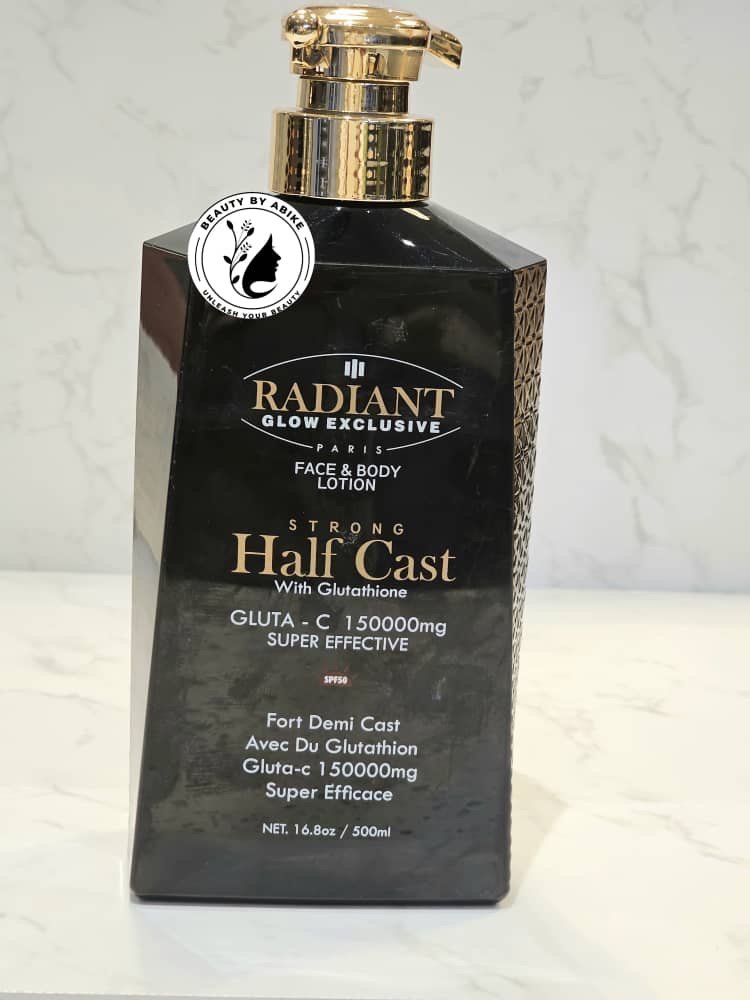 BEAUTY BY ABIKE
UNLEASH YOUR BEAUTY
RADIANT
GLOW EXCLUSIVE
PARIS
FACE & BODY
LOTION
STRONG
Half Cast
With Glutathione
GLUTA - C 150000mg
SUPER EFFECTIVE
SPF50
Fort Demi Cast
Avec Du Glutathion
Gluta-c 150000mg
Super Efficace
NET. 16.8oz / 500ml